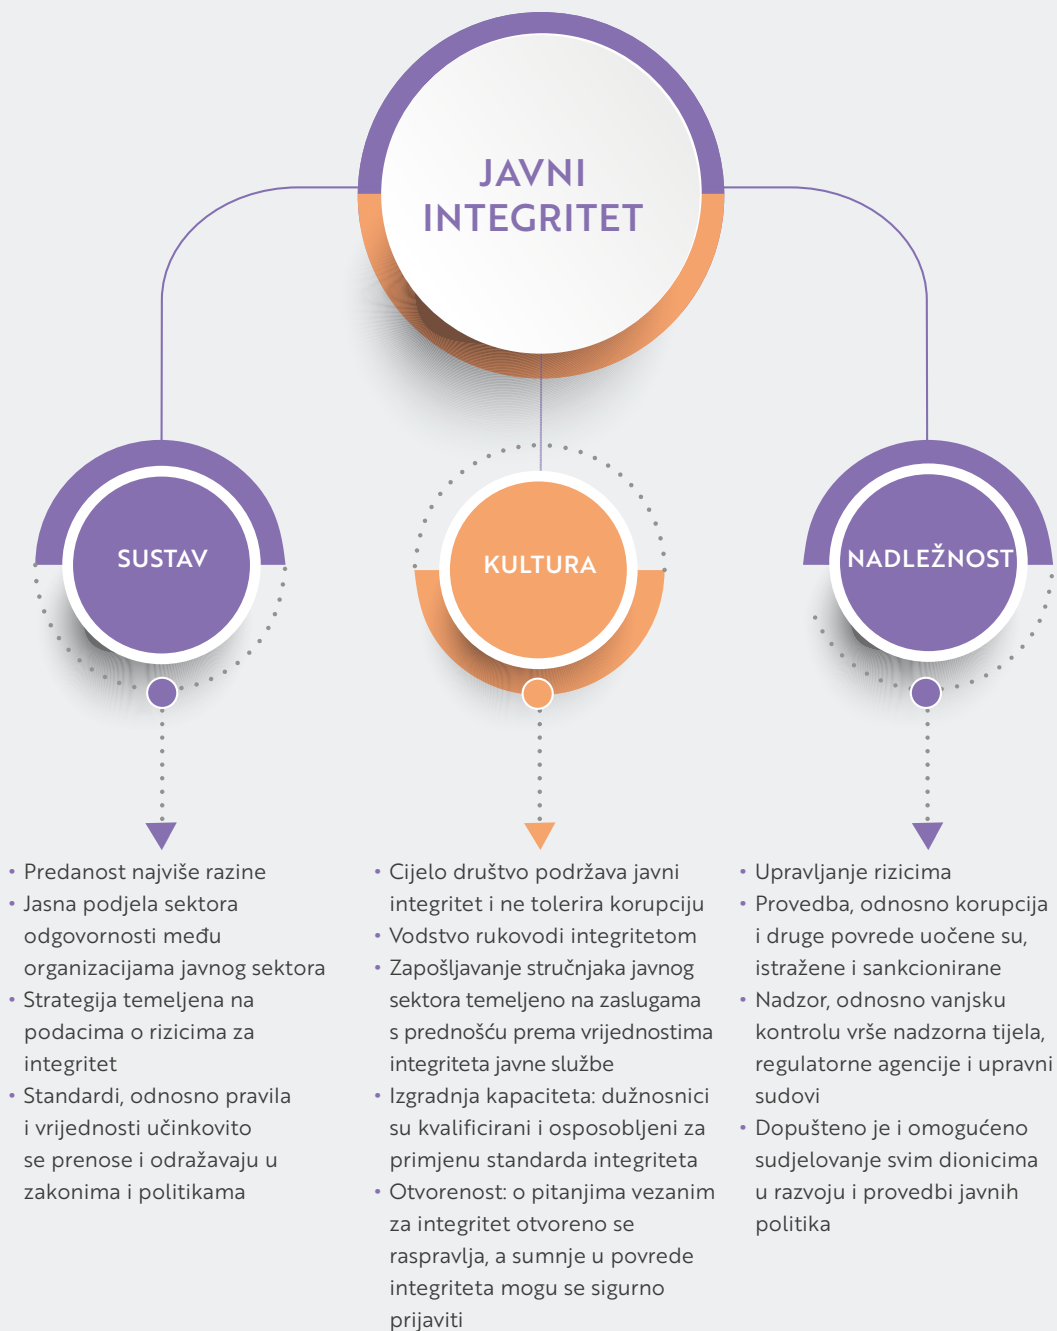 JAVNI
INTEGRITET
SUSTAV
KULTURA
NADLEŽNOST
• Predanost najviše razine
• Jasna podjela sektora
odgovornosti među
organizacijama javnog sektora
• Strategija temeljena na
podacima o rizicima za
integritet
• Standardi, odnosno pravila
i vrijednosti učinkovito
se prenose i odražavaju u
zakonima i politikama
• Cijelo društvo podržava javni
integritet i ne tolerira korupciju
• Vodstvo rukovodi integritetom
• Zapošljavanje stručnjaka javnog
sektora temeljeno na zaslugama
s prednošću prema vrijednostima
integriteta javne službe
• Izgradnja kapaciteta: dužnosnici
su kvalificirani i osposobljeni za
primjenu standarda integriteta
• Otvorenost: o pitanjima vezanim
za integritet otvoreno se
raspravlja, a sumnje u povrede
integriteta mogu se sigurno
prijaviti
• Upravljanje rizicima
• Provedba, odnosno korupcija
i druge povrede uočene su,
istražene i sankcionirane
• Nadzor, odnosno vanjsku
kontrolu vrše nadzorna tijela,
regulatorne agencije i upravni
sudovi
• Dopušteno je i omogućeno
sudjelovanje svim dionicima
u razvoju i provedbi javnih
politika